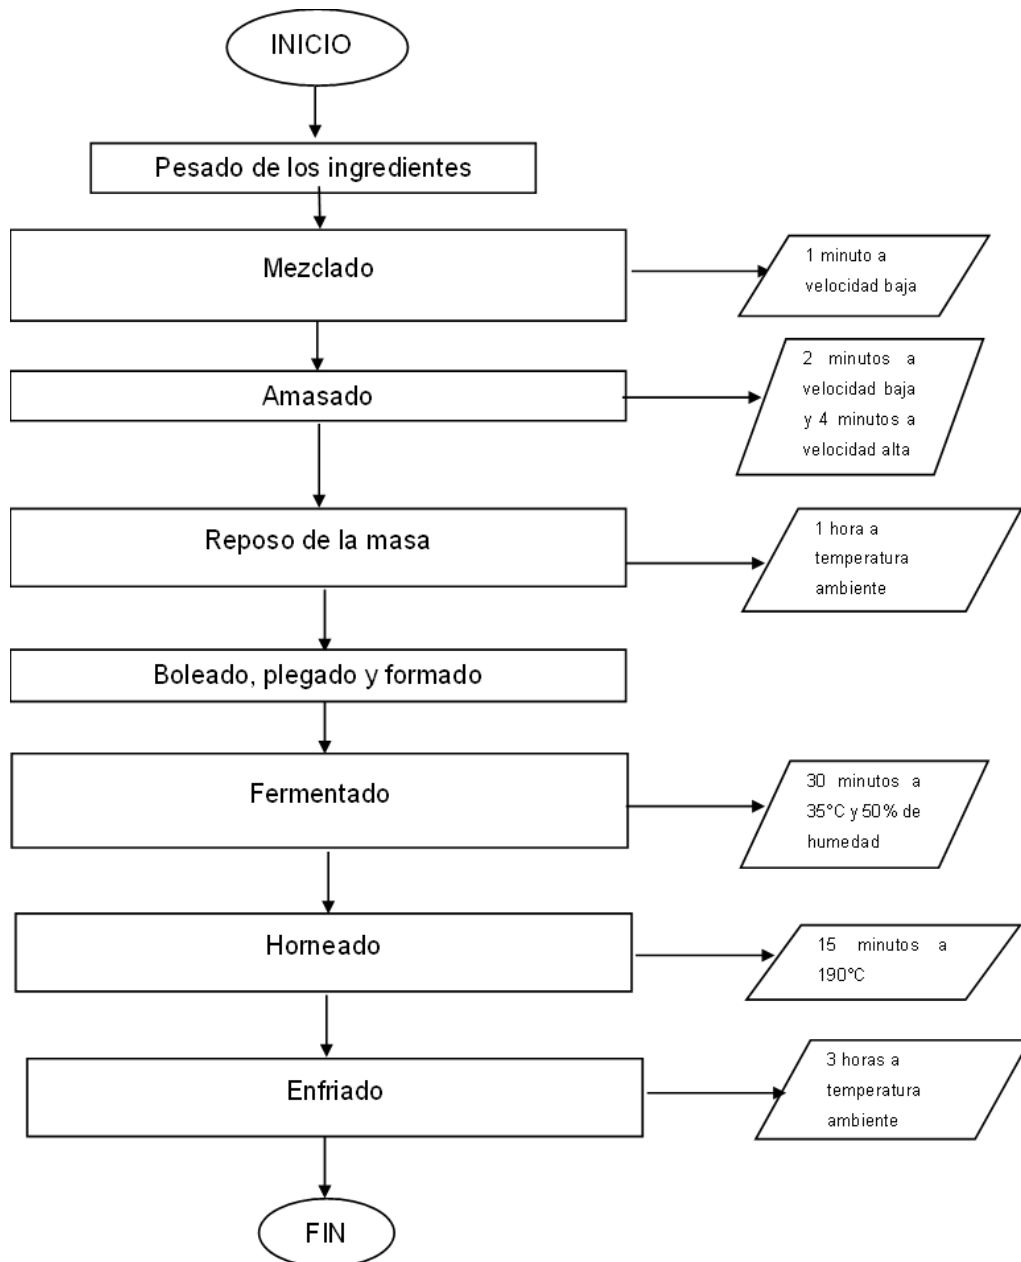 INICIO
Pesado de los ingredientes
Mezclado
1 minuto a
velocidad baja
Amasado
2 minutos a
velocidad baja
y 4 minutos a
velocidad alta
Reposo de la masa
1 hora a
temperatura
ambiente
Boleado, plegado y formado
Fermentado
30 minutos a
35°C y 50% de
humedad
Horneado
15 minutos a
190°C
Enfriado
3 horas a
temperatura
ambiente
FIN